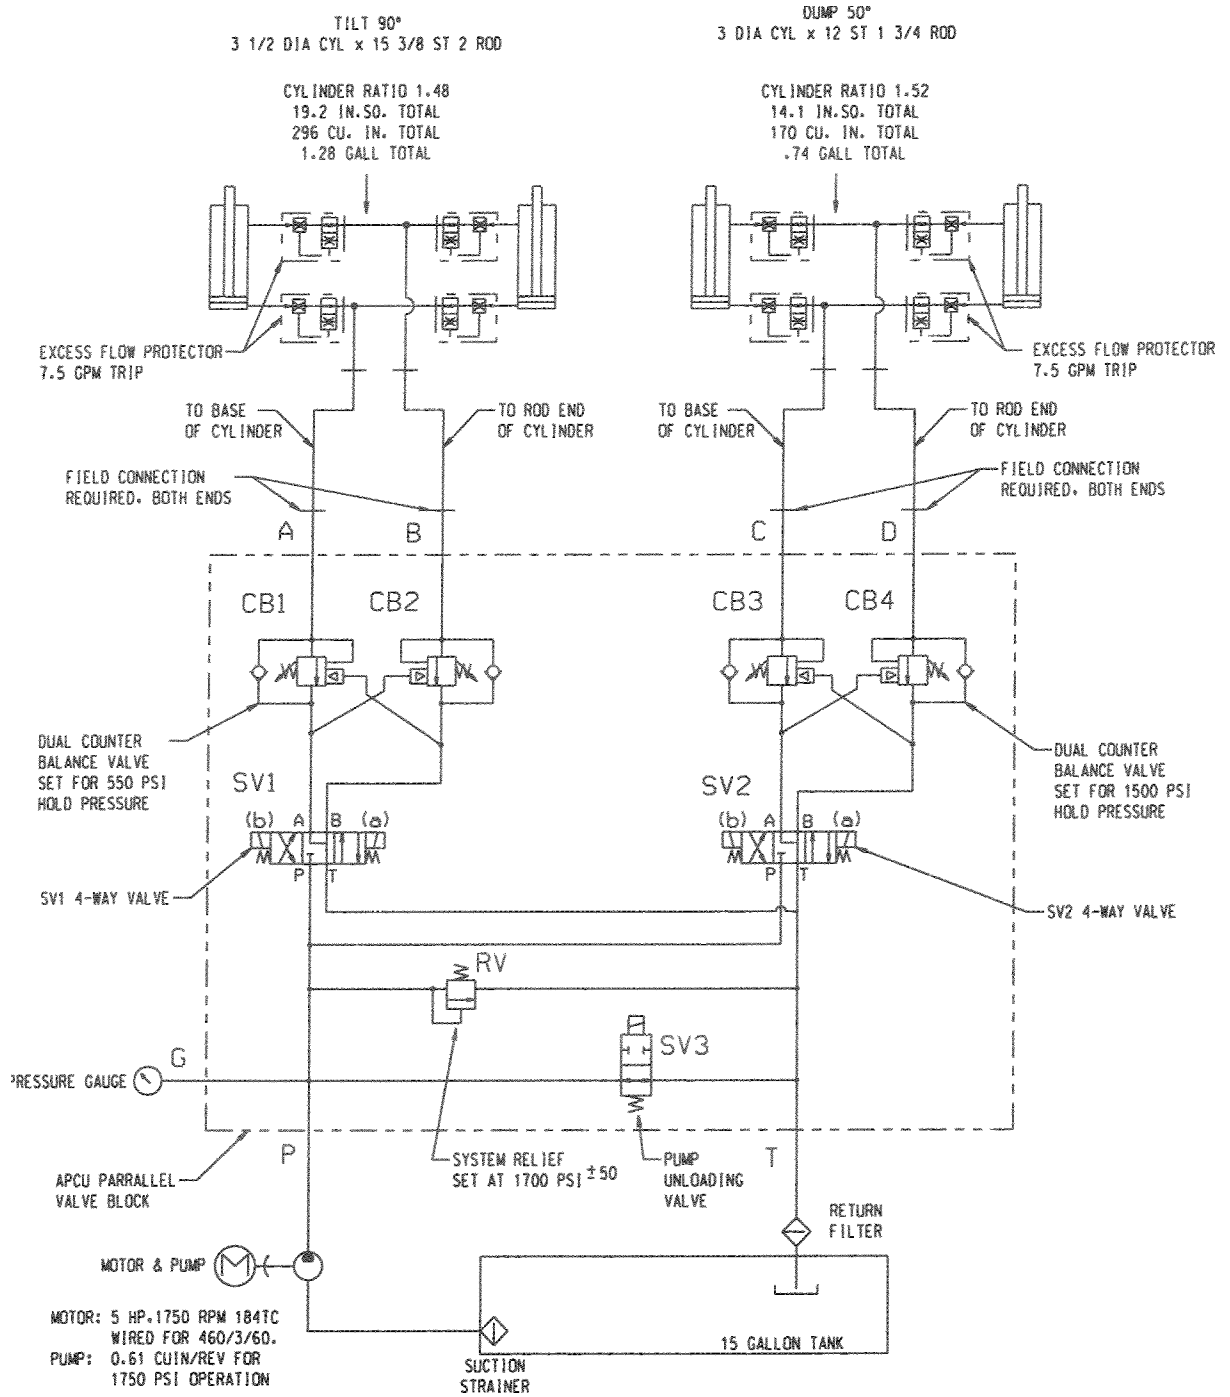 TILT 90°
3 1/2 DIA CYL x 15 3/8 ST 2 ROD
CYLINDER RATIO 1.48
19.2 IN.SQ. TOTAL
296 CU. IN. TOTAL
1.28 GALL TOTAL
DUMP 50°
3 DIA CYL x 12 ST 1 3/4 ROD
CYLINDER RATIO 1.52
14.1 IN.SQ. TOTAL
170 CU. IN. TOTAL
.74 GALL TOTAL
EXCESS FLOW PROTECTOR
7.5 GPM TRIP
EXCESS FLOW PROTECTOR
7.5 GPM TRIP
TO BASE
OF CYLINDER
TO ROD END
OF CYLINDER
TO BASE
OF CYLINDER
TO ROD END
OF CYLINDER
FIELD CONNECTION
REQUIRED. BOTH ENDS
FIELD CONNECTION
REQUIRED. BOTH ENDS
A
B
C
D
CB1
CB2
CB3
CB4
DUAL COUNTER
BALANCE VALVE
SET FOR 550 PSI
HOLD PRESSURE
DUAL COUNTER
BALANCE VALVE
SET FOR 1500 PSI
HOLD PRESSURE
SV1
(b) A B (a)
P T
SV2
(b) A B (a)
P T
SV1 4-WAY VALVE
SV2 4-WAY VALVE
RV
SV3
G
PRESSURE GAUGE
P
T
SYSTEM RELIEF
SET AT 1700 PSI ±50
PUMP
UNLOADING
VALVE
APCU PARRALLEL
VALVE BLOCK
RETURN
FILTER
MOTOR & PUMP
M
MOTOR: 5 HP.1750 RPM 184TC
WIRED FOR 460/3/60.
PUMP: 0.61 CUIN/REV FOR
1750 PSI OPERATION
15 GALLON TANK
SUCTION
STRAINER